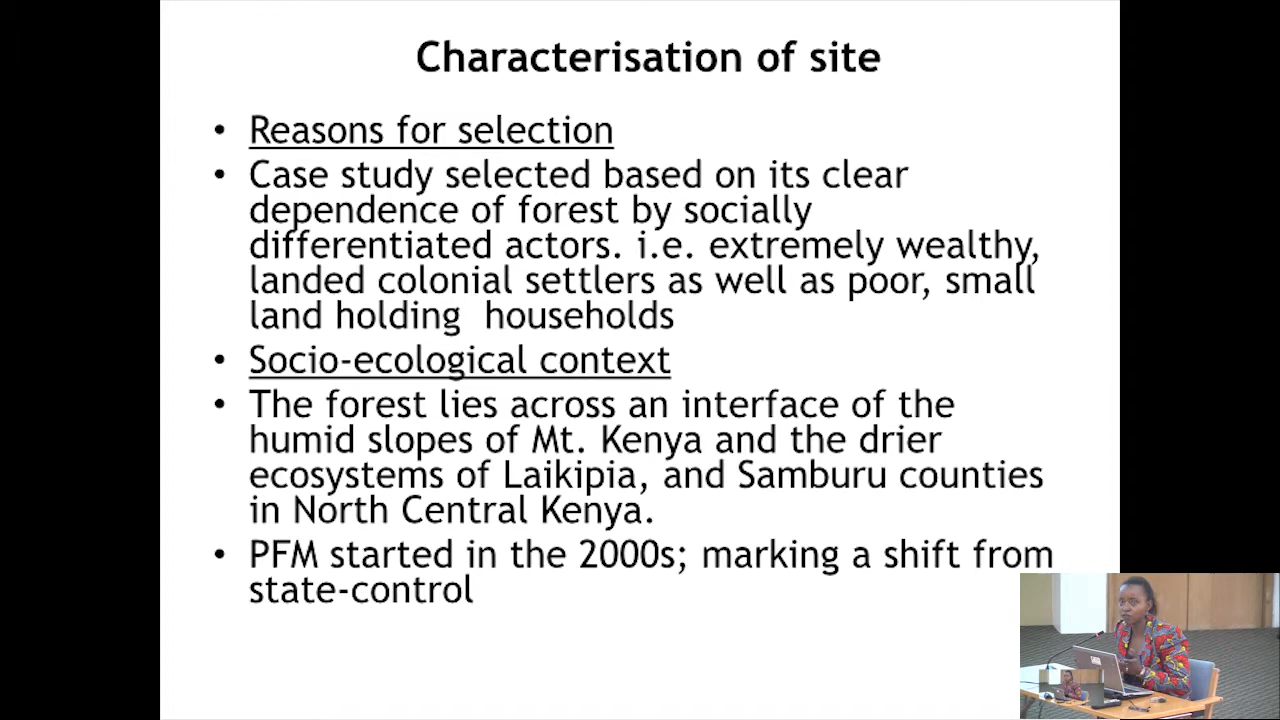 Characterisation of site
• Reasons for selection
• Case study selected based on its clear
dependence of forest by socially
differentiated actors. i.e. extremely wealthy,
landed colonial settlers as well as poor, small
land holding  households
• Socio-ecological context
• The forest lies across an interface of the
humid slopes of Mt. Kenya and the drier
ecosystems of Laikipia, and Samburu counties
in North Central Kenya.
• PFM started in the 2000s; marking a shift from
state-control